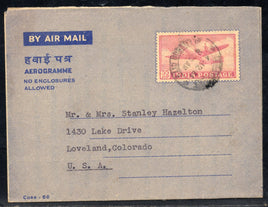 BY AIR MAIL
हवाई पत्र
AEROGRAMME
NO ENCLOSURES
ALLOWED
INDIA POSTAGE
Mr. & Mrs. Stanley Hazelton
1430 Lake Drive
Loveland, Colorado
U. S. A.